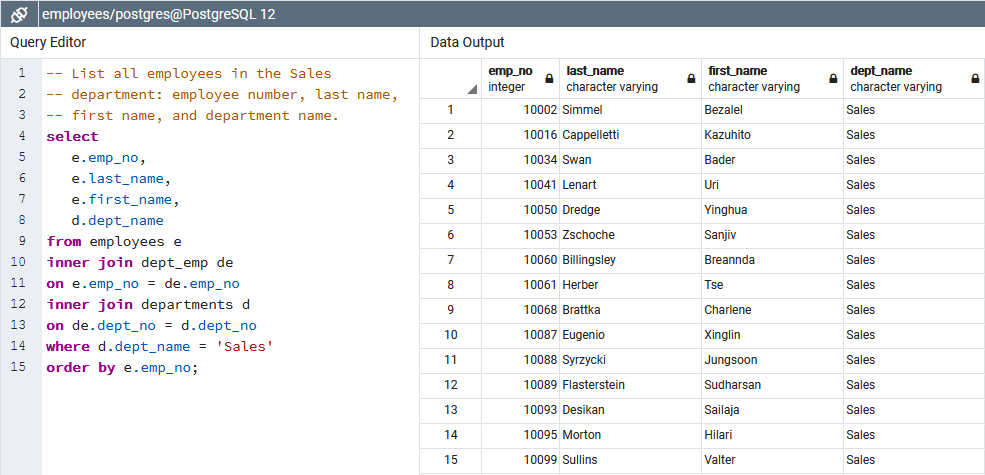 employees/postgres@PostgreSQL 12
Query Editor
1 -- List all employees in the Sales
2 -- department: employee number, last name,
3 -- first name, and department name.
4 select
5 e.emp_no,
6 e.last_name,
7 e.first_name,
8 d.dept_name
9 from employees e
10 inner join dept_emp de
11 on e.emp_no = de.emp_no
12 inner join departments d
13 on de.dept_no = d.dept_no
14 where d.dept_name = 'Sales'
15 order by e.emp_no;
Data Output
emp_no last_name first_name dept_name
integer character varying character varying character varying
1 10002 Simmel Bezalel Sales
2 10016 Cappelletti Kazuhito Sales
3 10034 Swan Bader Sales
4 10041 Lenart Uri Sales
5 10050 Dredge Yinghua Sales
6 10053 Zschoche Sanjiv Sales
7 10060 Billingsley Breannda Sales
8 10061 Herber Tse Sales
9 10068 Brattka Charlene Sales
10 10087 Eugenio Xinglin Sales
11 10088 Syrzycki Jungsoon Sales
12 10089 Flasterstein Sudharsan Sales
13 10093 Desikan Sailaja Sales
14 10095 Morton Hilari Sales
15 10099 Sullins Valter Sales